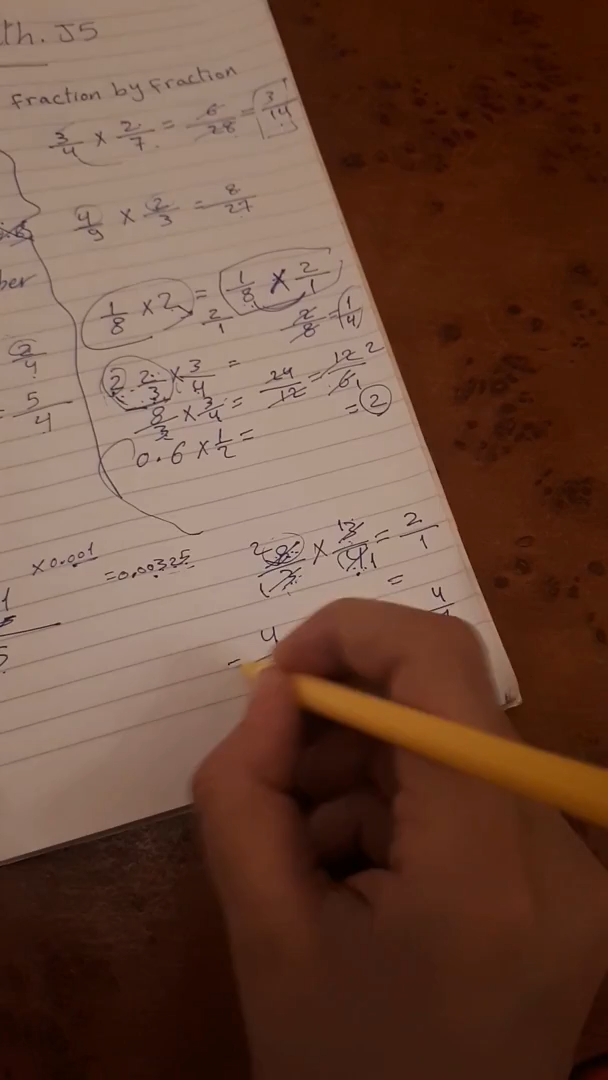 th. J5
fraction by fraction
3/4 × 2/7 = 6/28 = 3/14
4/9 × 2/3 = 8/27
ber
1/8 × 2 = 1/8 × 2/1
2/1
2/8 = 1/4
2/4
2 2/3 × 3/4 =
= 5/4
8/3 × 3/4 = 24/12 = 12/6 2
1
= 2
0.6 × 1/2 =
× 0.001 = 0.00325
2 8/3 1 × 1 3/4 1 = 2/1
=
4
4
=